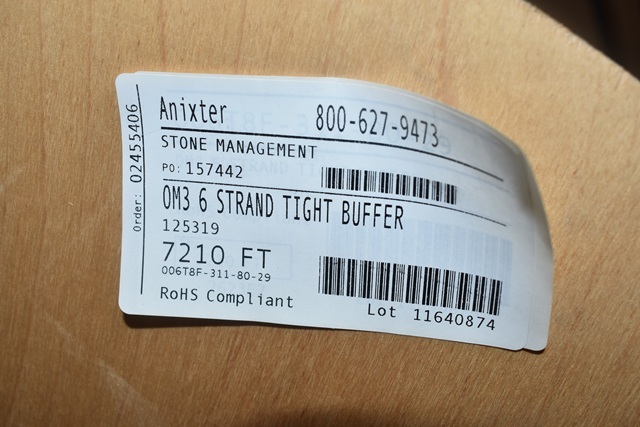 Order: 02455406
Anixter 800-627-9473
STONE MANAGEMENT
PO: 157442
OM3 6 STRAND TIGHT BUFFER
125319
7210 FT
006T8F-311-80-29
RoHS Compliant
Lot 11640874